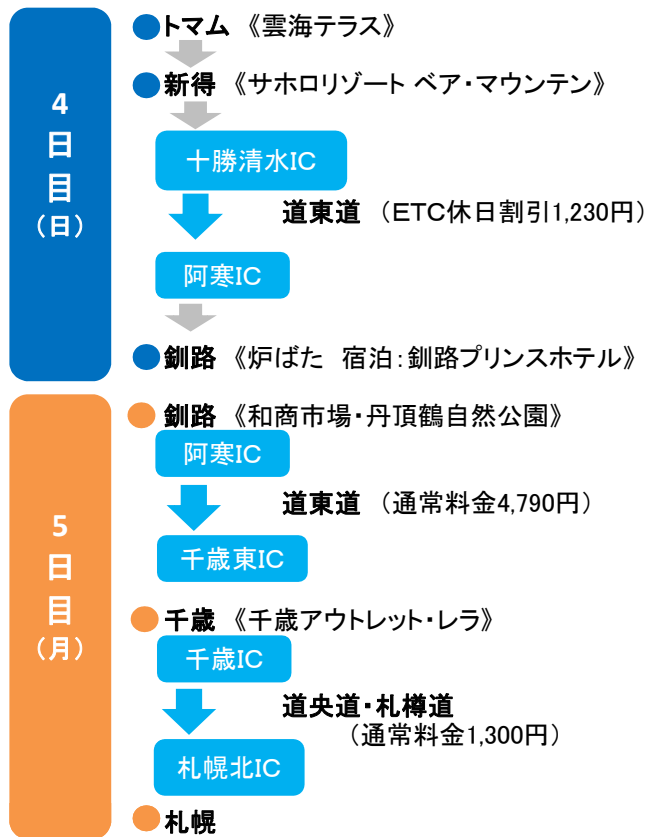 4
日
目
（日）
トマム 《雲海テラス》
新得 《サホロリゾート ベア・マウンテン》
十勝清水IC
道東道 （ＥＴＣ休日割引1,230円）
阿寒IC
釧路 《炉ばた　宿泊：釧路プリンスホテル》
5
日
目
（月）
釧路 《和商市場・丹頂鶴自然公園》
阿寒IC
道東道 （通常料金4,790円）
千歳東IC
千歳 《千歳アウトレット・レラ》
千歳IC
道央道・札樽道
（通常料金1,300円）
札幌北IC
札幌